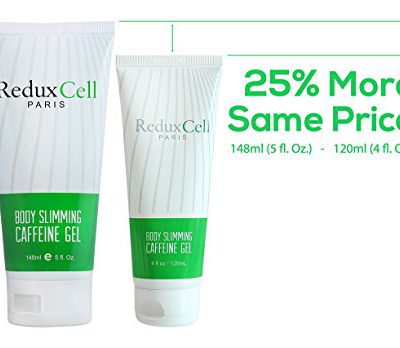 ReduxCell
PARIS
BODY SLIMMING
CAFFEINE GEL
148ml e 5 fl. Oz.
ReduxCell
PARIS
BODY SLIMMING
CAFFEINE GEL
4 fl oz / 120mL
25% More
Same Price
148ml (5 fl. Oz.) - 120ml (4 fl.